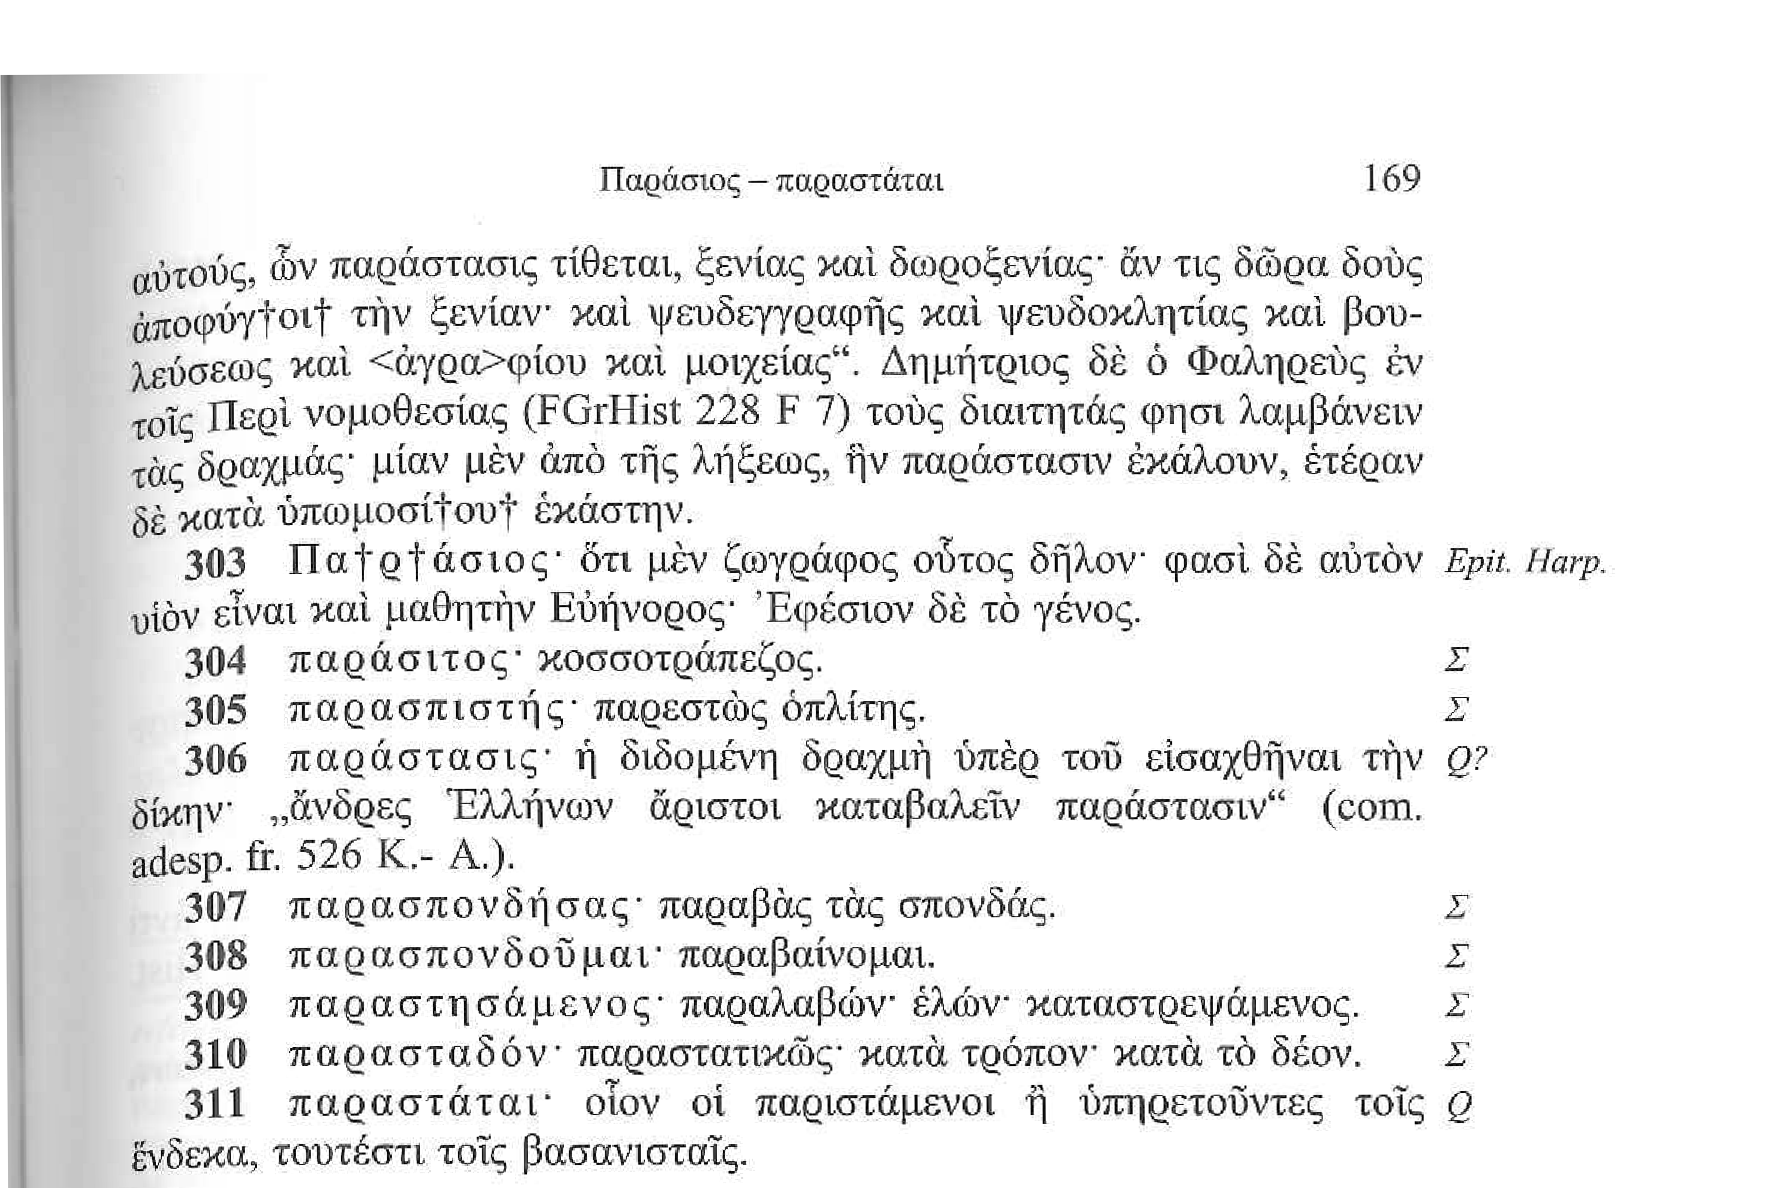 Παράσιος – παραστάται 169
αὐτούς, ὧν παράστασις τίθεται, ξενίας καὶ δωροξενίας· ἄν τις δῶρα δοὺς
ἀποφύγ†οι† τὴν ξενίαν· καὶ ψευδεγγραφῆς καὶ ψευδοκλητίας καὶ βου-
λεύσεως καὶ <ἀγρα>φίου καὶ μοιχείας“. Δημήτριος δὲ ὁ Φαληρεὺς ἐν
τοῖς Περὶ νομοθεσίας (FGrHist 228 F 7) τοὺς διαιτητάς φησι λαμβάνειν
τὰς δραχμάς· μίαν μὲν ἀπὸ τῆς λήξεως, ἣν παράστασιν ἐκάλουν, ἑτέραν
δὲ κατὰ ὑπωμοσί†ου† ἑκάστην.
303 Πα†ρ†άσιος· ὅτι μὲν ζωγράφος οὗτος δῆλον· φασὶ δὲ αὐτὸν Epit. Harp.
υἱὸν εἶναι καὶ μαθητὴν Εὐήνορος· Ἐφέσιον δὲ τὸ γένος.
304 παράσιτος· κοσσοτράπεζος. Σ
305 παρασπιστής· παρεστὼς ὁπλίτης. Σ
306 παράστασις· ἡ διδομένη δραχμὴ ὑπὲρ τοῦ εἰσαχθῆναι τὴν Q?
δίκην· „ἄνδρες Ἑλλήνων ἄριστοι καταβαλεῖν παράστασιν“ (com.
adesp. fr. 526 K.- A.).
307 παρασπονδήσας· παραβὰς τὰς σπονδάς. Σ
308 παρασπονδοῦμαι· παραβαίνομαι. Σ
309 παραστησάμενος· παραλαβών· ἑλών· καταστρεψάμενος. Σ
310 παρασταδόν· παραστατικῶς· κατὰ τρόπον· κατὰ τὸ δέον. Σ
311 παραστάται· οἷον οἱ παριστάμενοι ἢ ὑπηρετοῦντες τοῖς Q
ἕνδεκα, τουτέστι τοῖς βασανισταῖς.